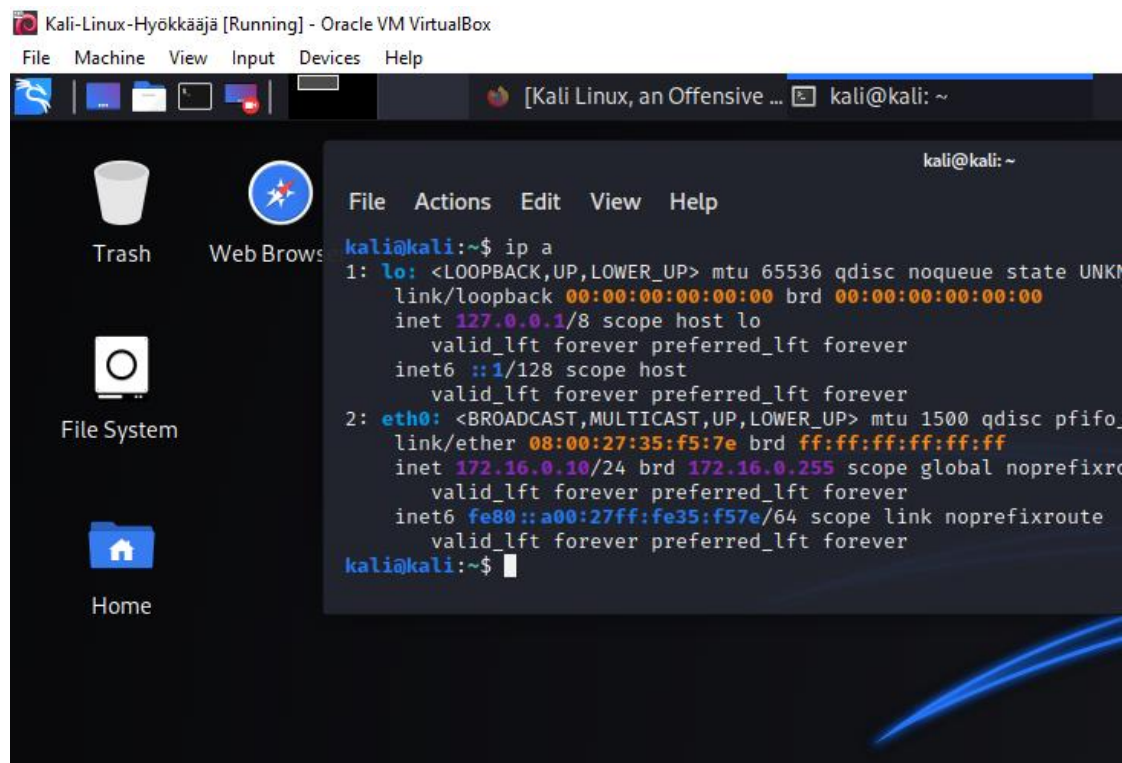 Kali-Linux-Hyökkääjä [Running] - Oracle VM VirtualBox
File Machine View Input Devices Help
[Kali Linux, an Offensive ... kali@kali: ~
kali@kali: ~
File Actions Edit View Help
Trash
Web Brows
File System
Home
kali@kali:~$ ip a
1: lo: <LOOPBACK,UP,LOWER_UP> mtu 65536 qdisc noqueue state UNKN
link/loopback 00:00:00:00:00:00 brd 00:00:00:00:00:00
inet 127.0.0.1/8 scope host lo
valid_lft forever preferred_lft forever
inet6 ::1/128 scope host
valid_lft forever preferred_lft forever
2: eth0: <BROADCAST,MULTICAST,UP,LOWER_UP> mtu 1500 qdisc pfifo_
link/ether 08:00:27:35:f5:7e brd ff:ff:ff:ff:ff:ff
inet 172.16.0.10/24 brd 172.16.0.255 scope global noprefixro
valid_lft forever preferred_lft forever
inet6 fe80::a00:27ff:fe35:f57e/64 scope link noprefixroute
valid_lft forever preferred_lft forever
kali@kali:~$